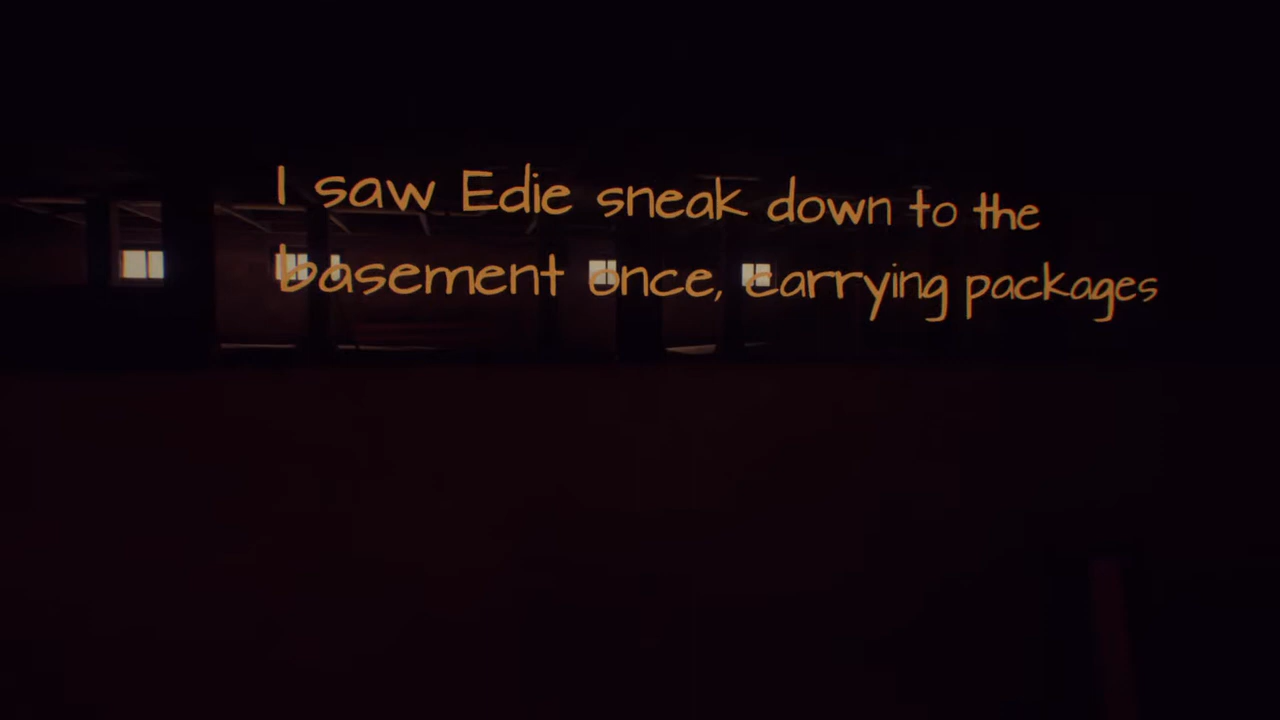 I saw Edie sneak down to the
basement once, carrying packages